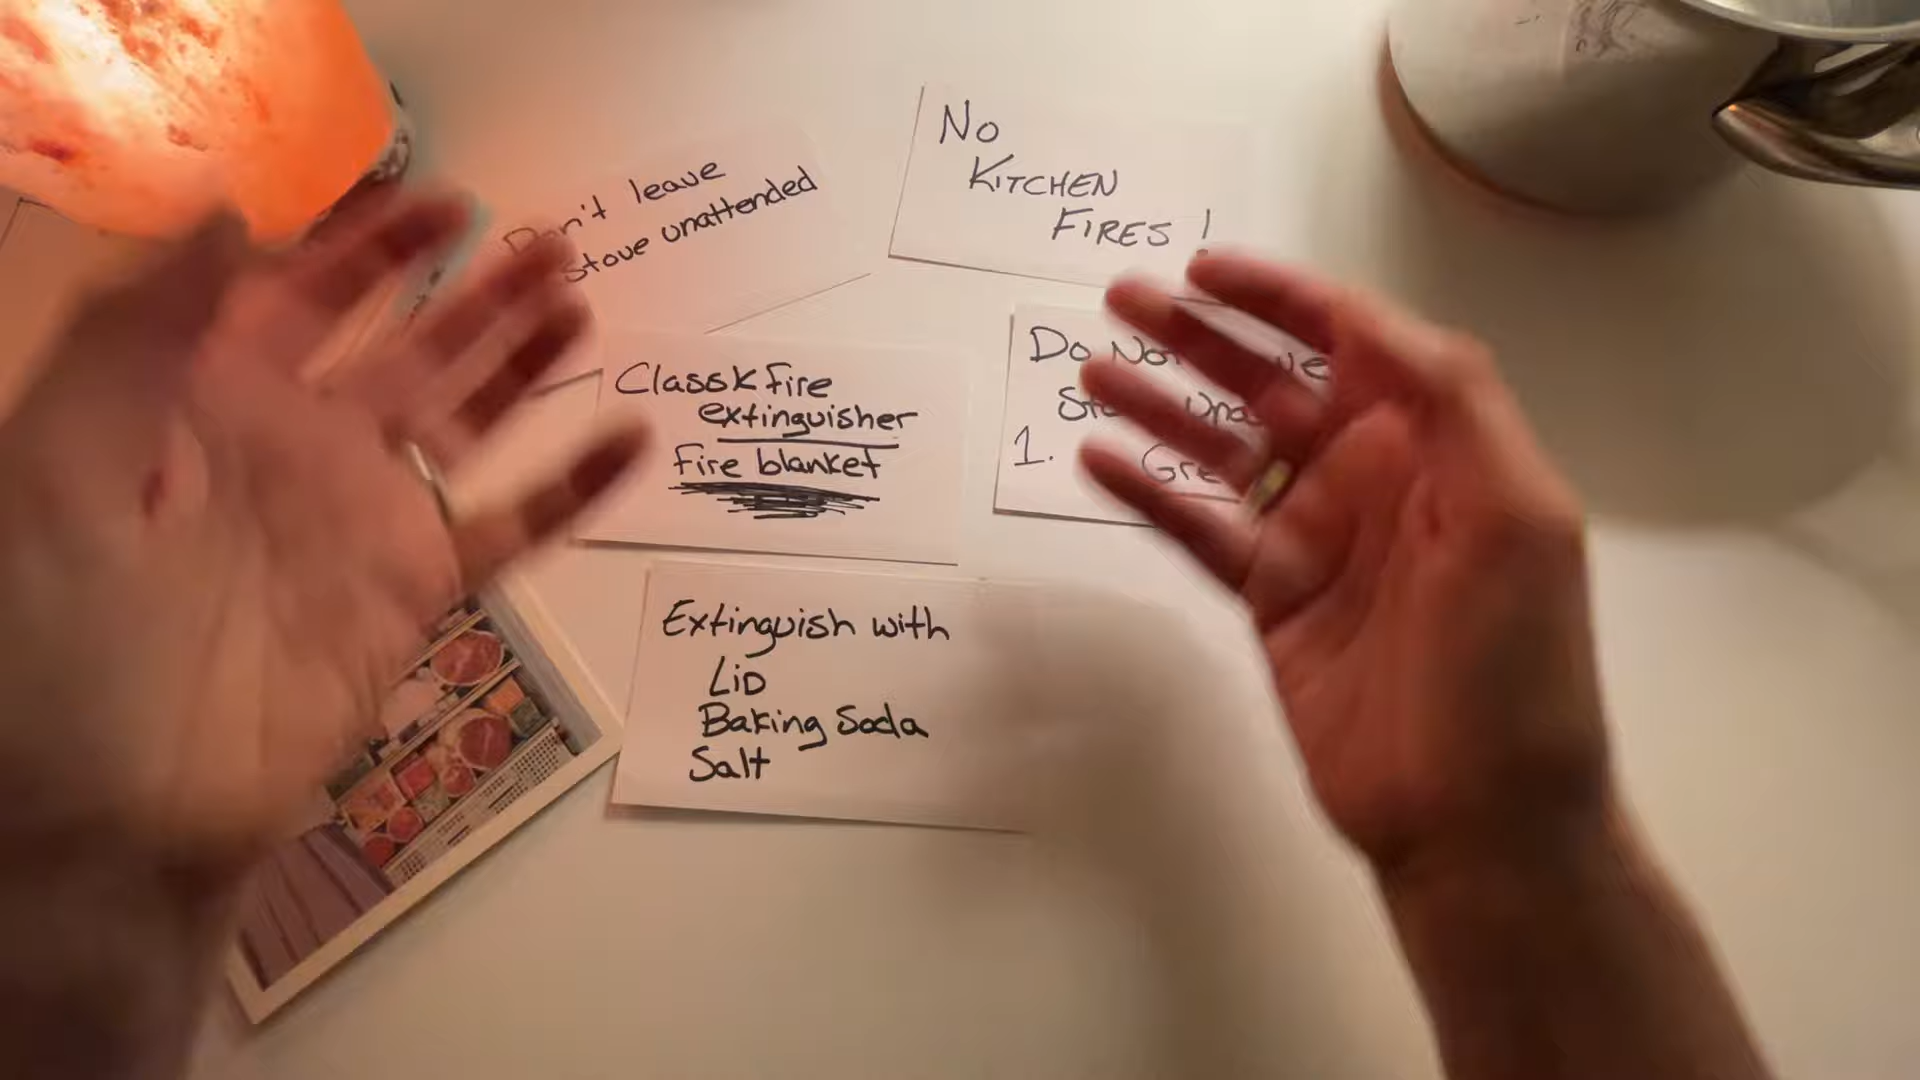 No
KITCHEN
FIRES!
Don't leave
stove unattended
Class K fire
extinguisher
fire blanket
Do Not
1.
Extinguish with
LiD
Baking Soda
Salt